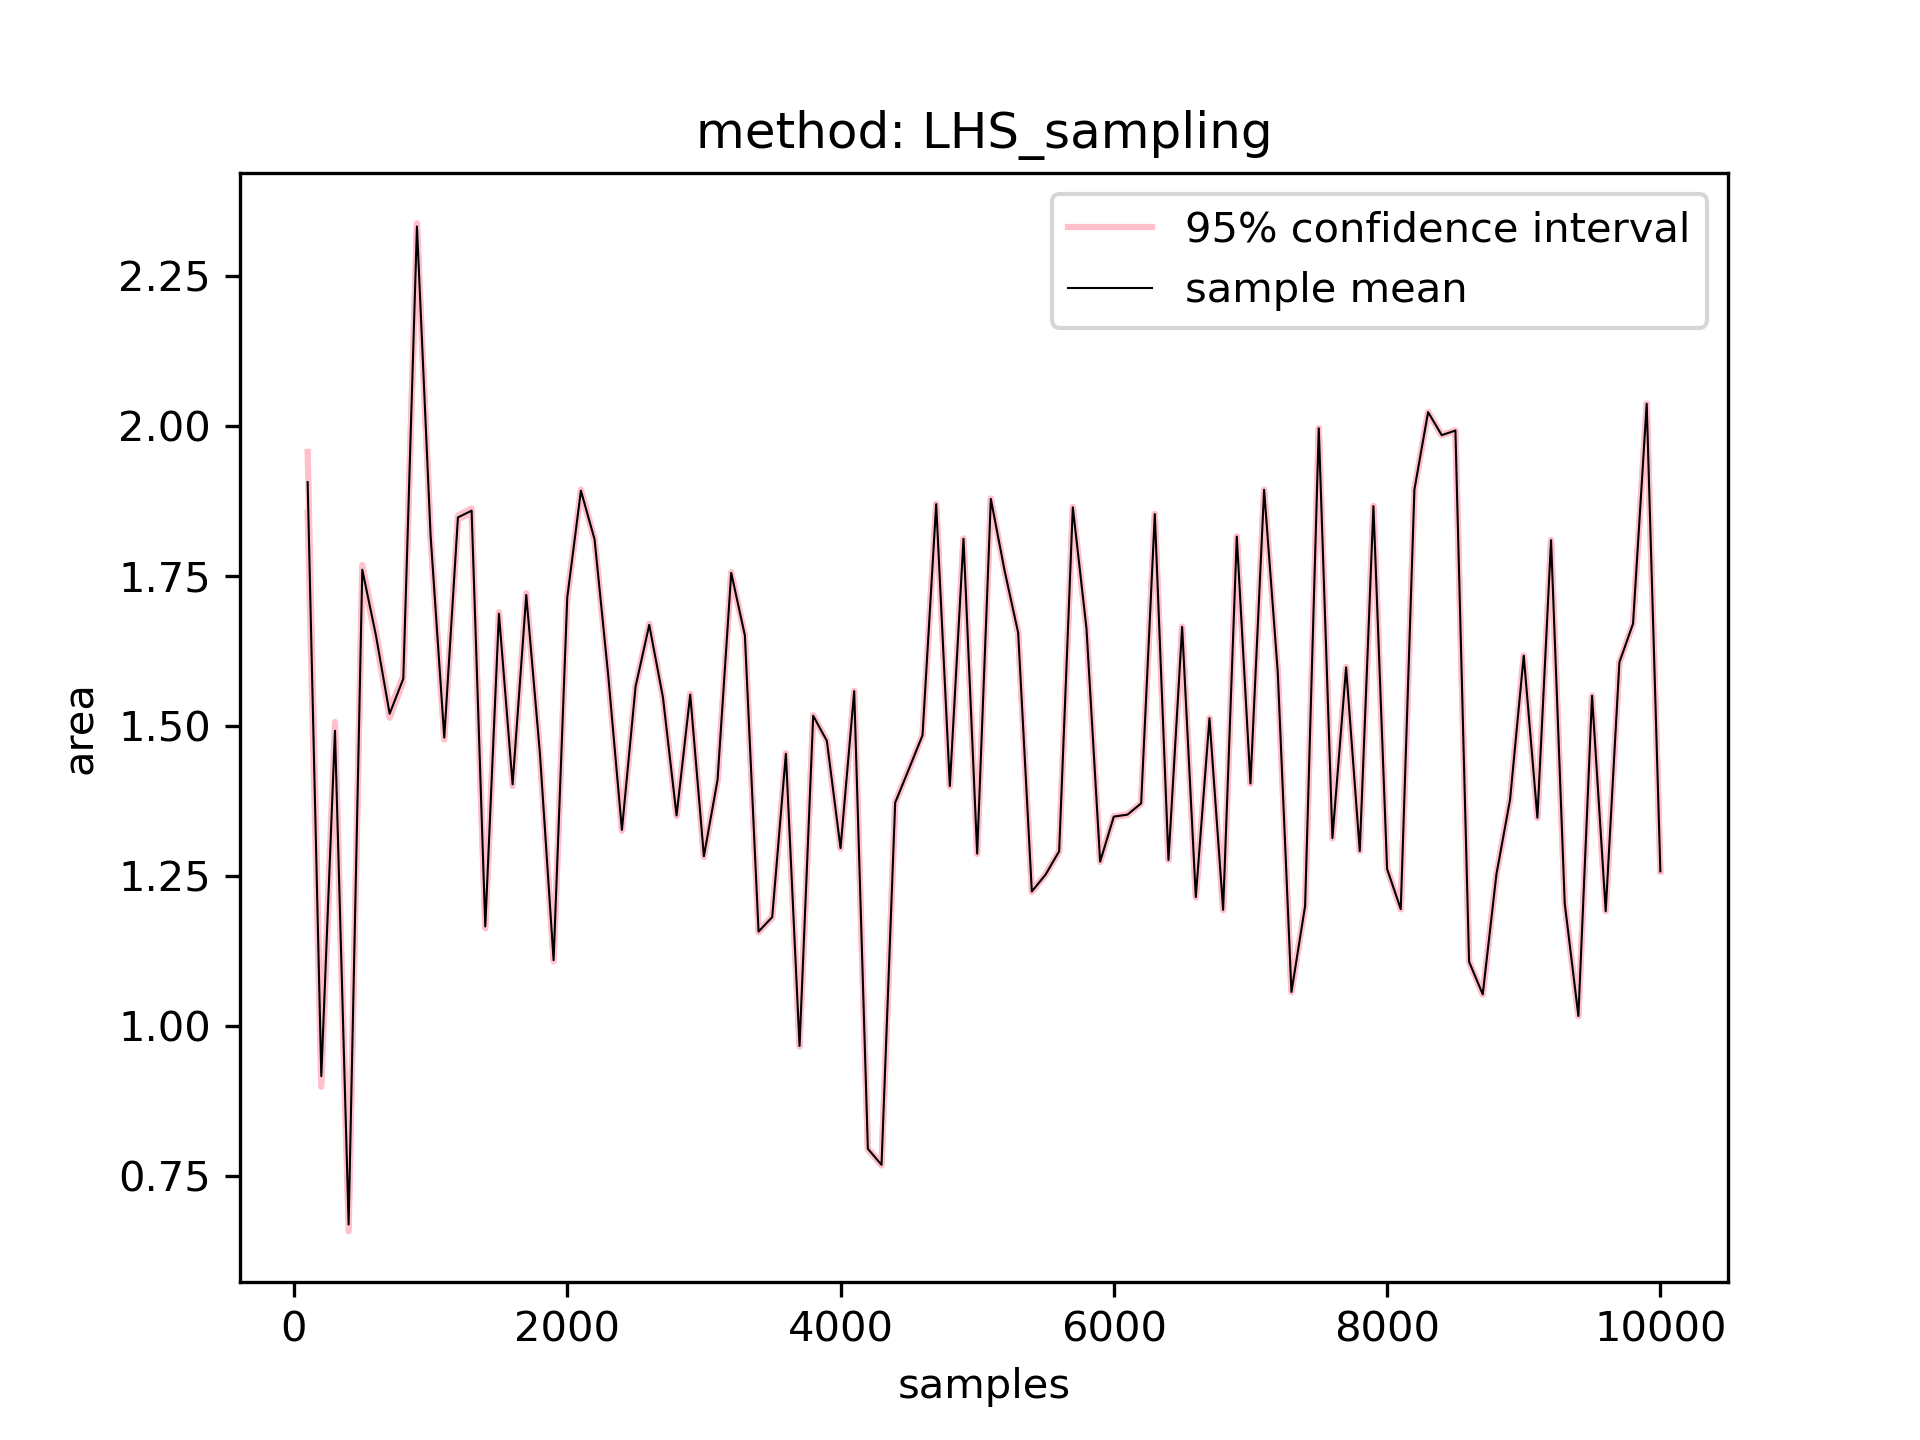 method: LHS_sampling
95% confidence interval
sample mean
2.25
2.00
1.75
1.50
1.25
1.00
0.75
area
0 2000 4000 6000 8000 10000
samples